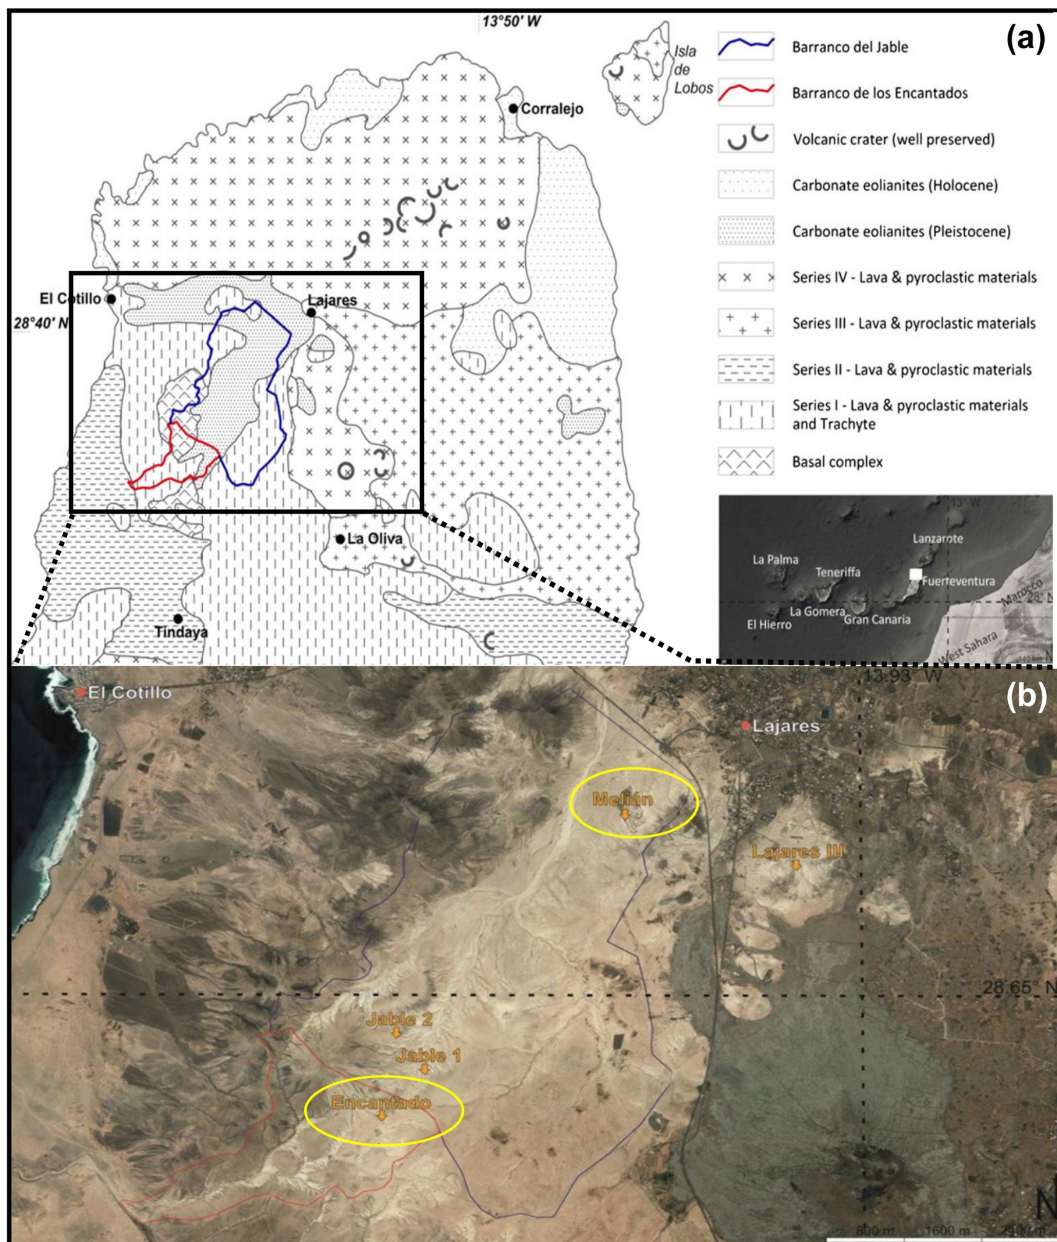 13°50' W
(a)
Isla
de
Lobos
Corralejo
El Cotillo
Lajares
28°40' N
La Oliva
Tindaya
Barranco del Jable
Barranco de los Encantados
Volcanic crater (well preserved)
Carbonate eolianites (Holocene)
Carbonate eolianites (Pleistocene)
Series IV - Lava & pyroclastic materials
Series III - Lava & pyroclastic materials
Series II - Lava & pyroclastic materials
Series I - Lava & pyroclastic materials
and Trachyte
Basal complex
13° W
Lanzarote
La Palma
Teneriffa
Fuerteventura
Marocco
28° N
La Gomera
Gran Canaria
El Hierro
West Sahara
13.93° W
(b)
El Cotillo
Lajares
Melián
Lajares III
28.65° N
Jable 2
Jable 1
Encantado
N
800 m
1600 m